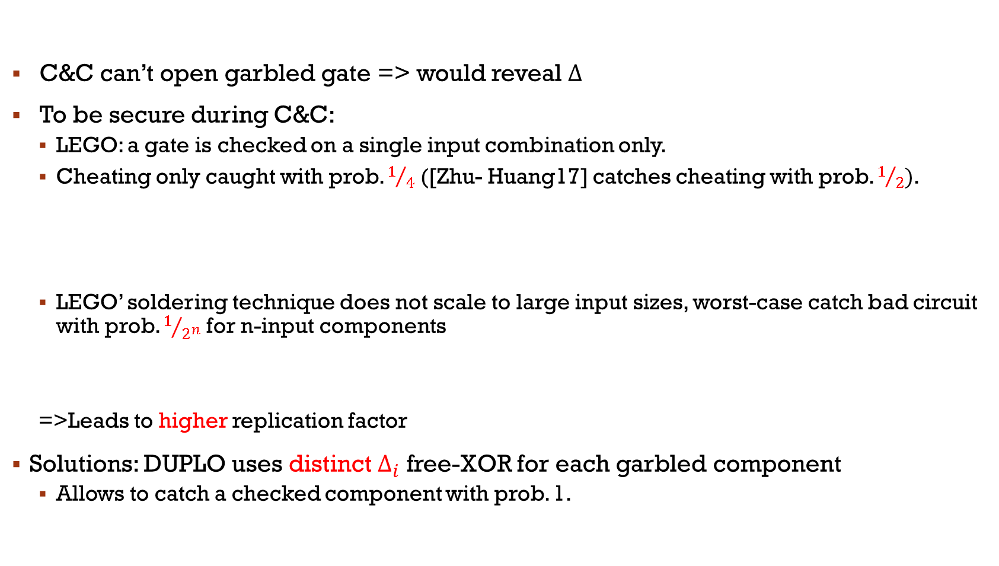 ▪ C&C can’t open garbled gate => would reveal Δ
▪ To be secure during C&C:
▪ LEGO: a gate is checked on a single input combination only.
▪ Cheating only caught with prob. 1/4 ([Zhu- Huang17] catches cheating with prob. 1/2).
▪ LEGO’ soldering technique does not scale to large input sizes, worst-case catch bad circuit
with prob. 1/2ⁿ for n-input components
=>Leads to higher replication factor
▪ Solutions: DUPLO uses distinct Δᵢ free-XOR for each garbled component
▪ Allows to catch a checked component with prob. 1.